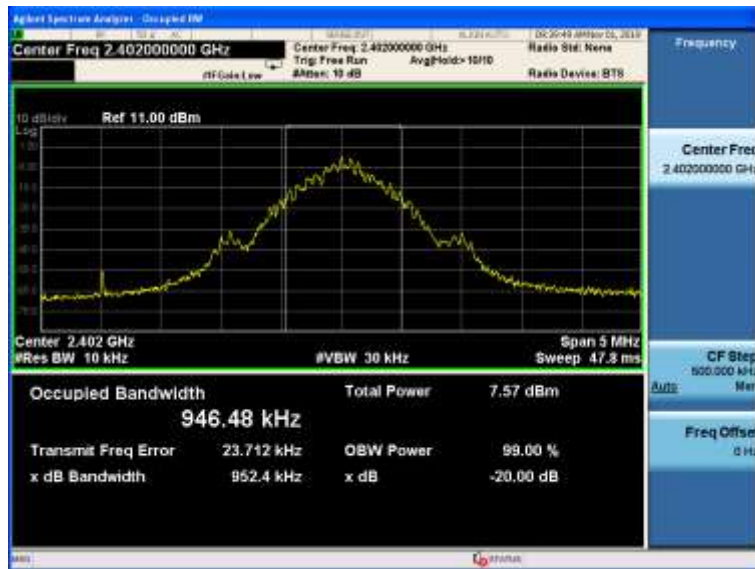 Agilent Spectrum Analyzer - Occupied BW
Center Freq 2.402000000 GHz
Center Freq: 2.402000000 GHz
Trig: Free Run Avg|Hold:> 10/10
#IFGain:Low #Atten: 10 dB
Radio Std: None
Radio Device: BTS
Frequency
10 dB/div Ref 11.00 dBm
Log
Center Freq
2.402000000 GHz
Center 2.402 GHz Span 5 MHz
#Res BW 10 kHz #VBW 30 kHz Sweep 47.8 ms
CF Step
500.000 kHz
Auto Man
Occupied Bandwidth Total Power 7.57 dBm
946.48 kHz
Transmit Freq Error 23.712 kHz OBW Power 99.00 %
x dB Bandwidth 952.4 kHz x dB -20.00 dB
Freq Offset
0 Hz
MSG STATUS